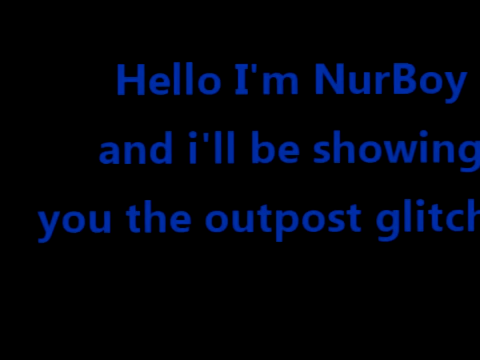 Hello I'm NurBoy
and i'll be showing
you the outpost glitch